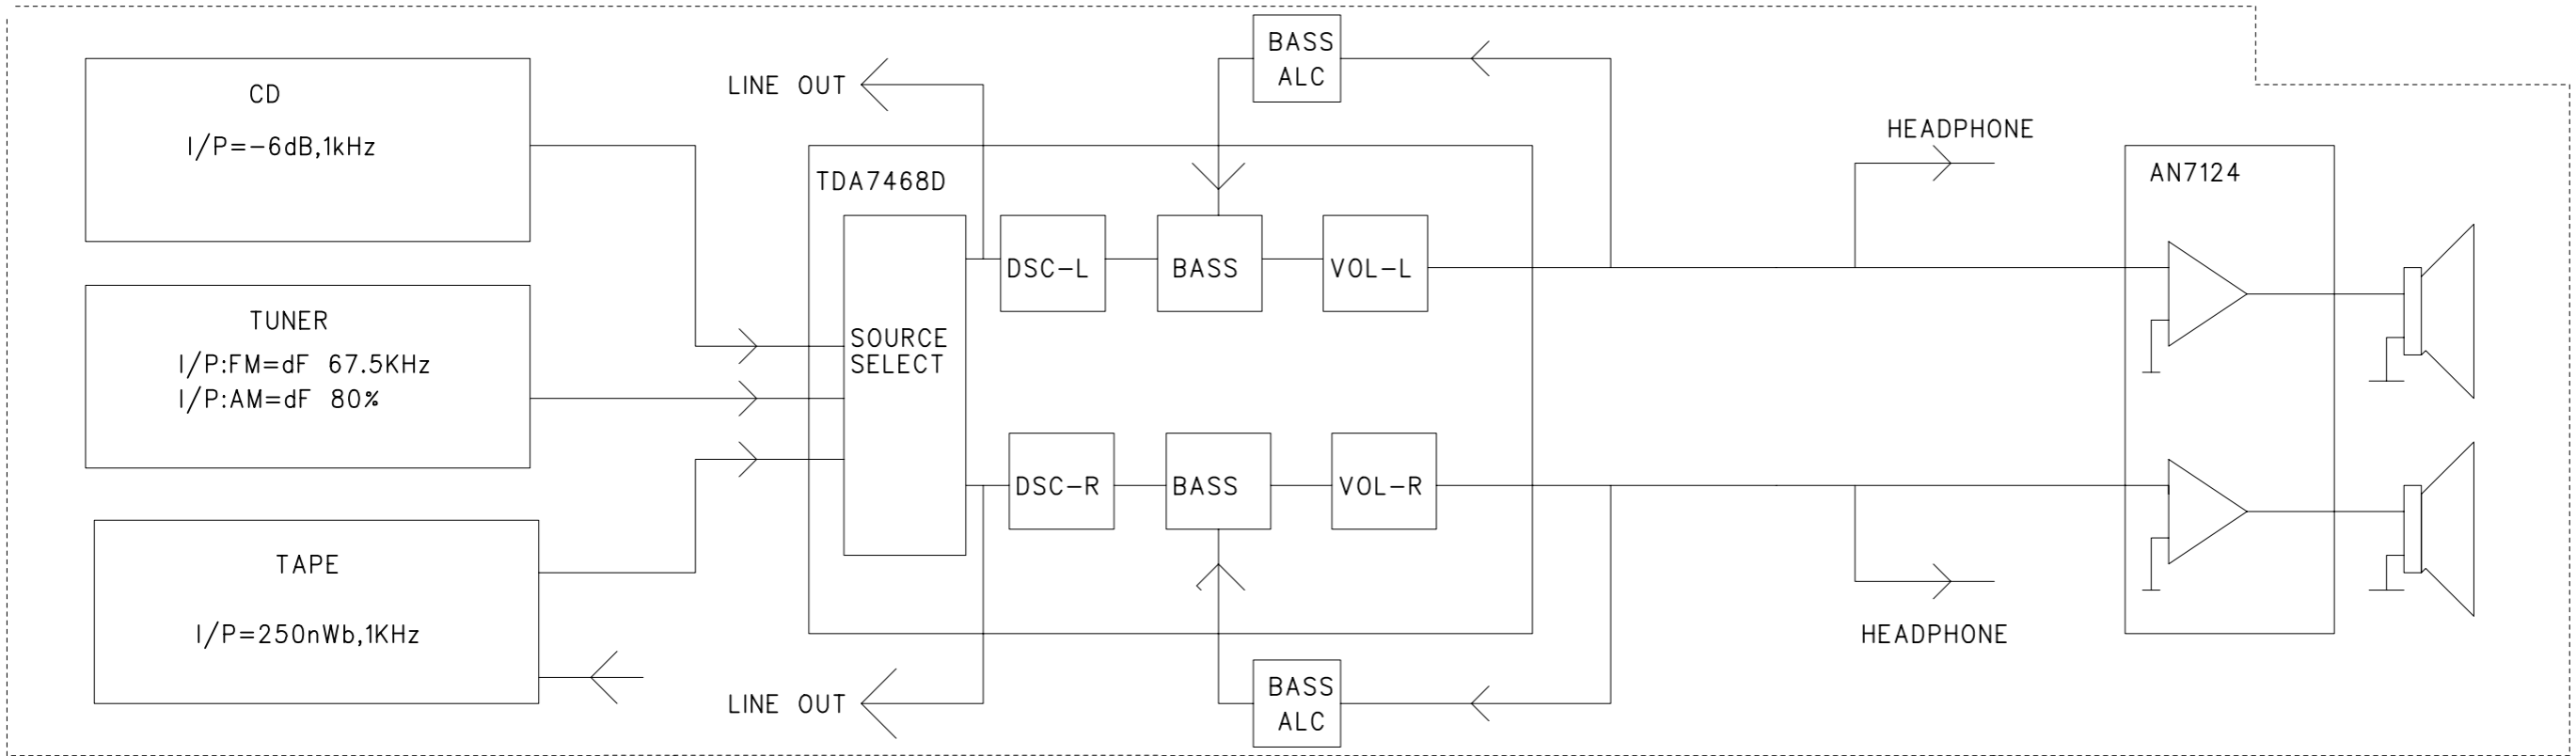 CD
I/P=-6dB,1kHz
TUNER
I/P:FM=dF 67.5KHz
I/P:AM=dF 80%
TAPE
I/P=250nWb,1KHz
LINE OUT
TDA7468D
SOURCE
SELECT
BASS
ALC
DSC-L
BASS
VOL-L
DSC-R
BASS
VOL-R
LINE OUT
BASS
ALC
HEADPHONE
HEADPHONE
AN7124